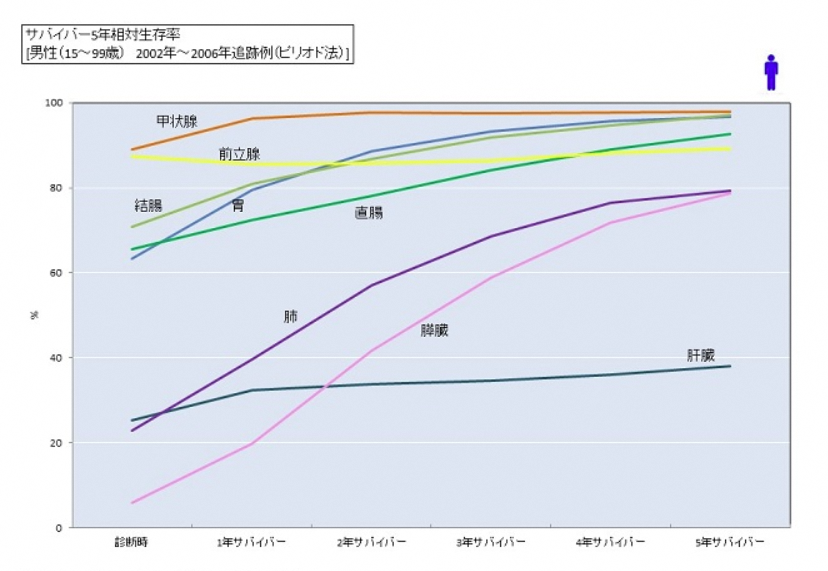 サバイバー5年相対生存率
[男性(15～99歳) 2002年～2006年追跡例(ピリオド法)]
100
甲状腺
前立腺
80
結腸
胃
直腸
60
%
肺
膵臓
40
肝臓
20
0
診断時
1年サバイバー
2年サバイバー
3年サバイバー
4年サバイバー
5年サバイバー